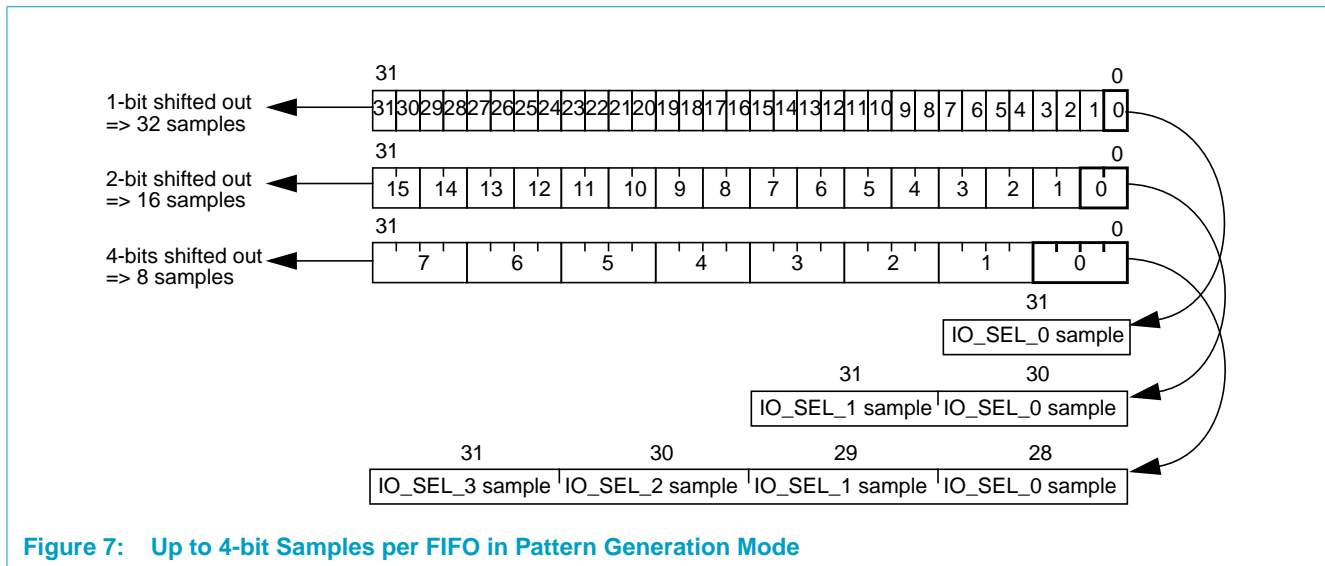 31 0
1-bit shifted out
=> 32 samples
31 30 29 28 27 26 25 24 23 22 21 20 19 18 17 16 15 14 13 12 11 10 9 8 7 6 5 4 3 2 1 0
31 0
2-bit shifted out
=> 16 samples
15 14 13 12 11 10 9 8 7 6 5 4 3 2 1 0
31 0
4-bits shifted out
=> 8 samples
7 6 5 4 3 2 1 0
31
IO_SEL_0 sample
31 30
IO_SEL_1 sample IO_SEL_0 sample
31 30 29 28
IO_SEL_3 sample IO_SEL_2 sample IO_SEL_1 sample IO_SEL_0 sample
Figure 7: Up to 4-bit Samples per FIFO in Pattern Generation Mode